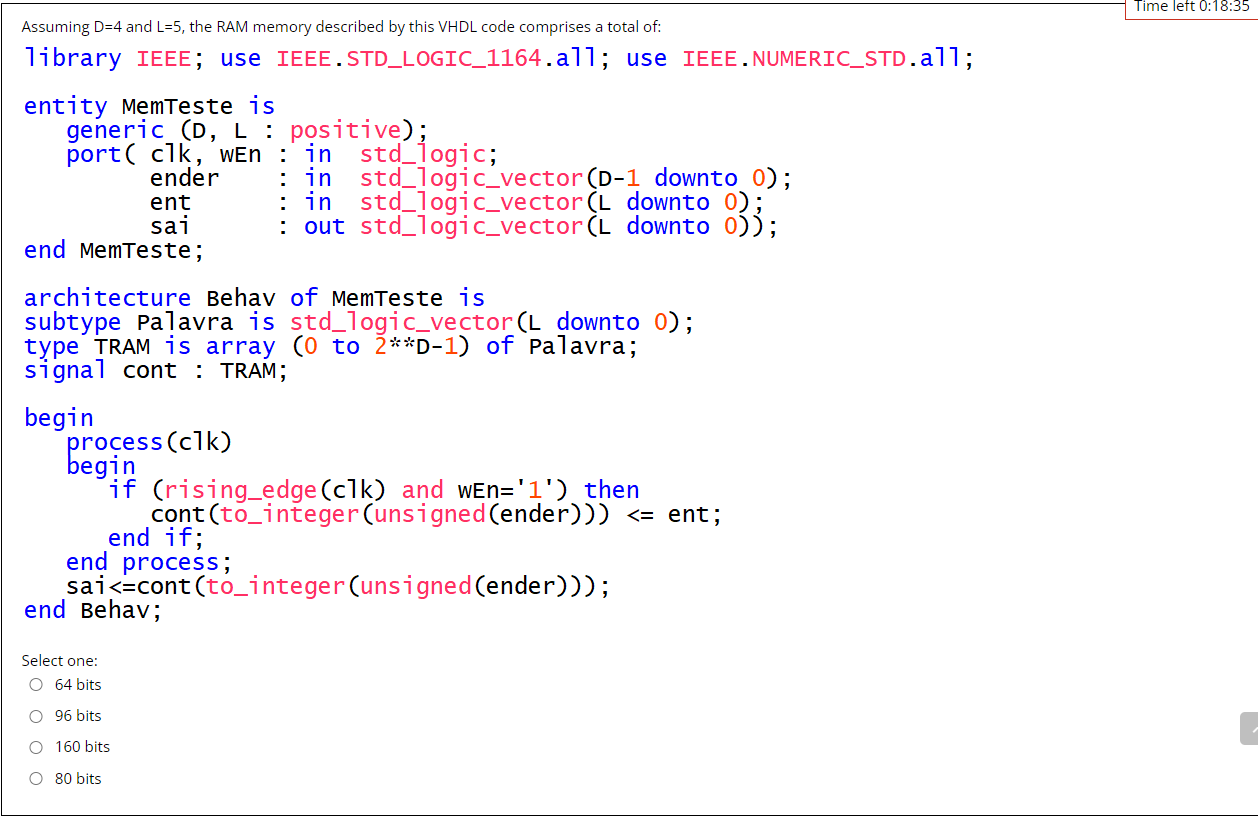 Time left 0:18:35
Assuming D=4 and L=5, the RAM memory described by this VHDL code comprises a total of:
library IEEE; use IEEE.STD_LOGIC_1164.all; use IEEE.NUMERIC_STD.all;
entity MemTeste is
generic (D, L : positive);
port( clk, wEn : in std_logic;
ender : in std_logic_vector(D-1 downto 0);
ent : in std_logic_vector(L downto 0);
sai : out std_logic_vector(L downto 0));
end MemTeste;
architecture Behav of MemTeste is
subtype Palavra is std_logic_vector(L downto 0);
type TRAM is array (0 to 2**D-1) of Palavra;
signal cont : TRAM;
begin
process(clk)
begin
if (rising_edge(clk) and wEn='1') then
cont(to_integer(unsigned(ender))) <= ent;
end if;
end process;
sai<=cont(to_integer(unsigned(ender)));
end Behav;
Select one:
64 bits
96 bits
160 bits
80 bits